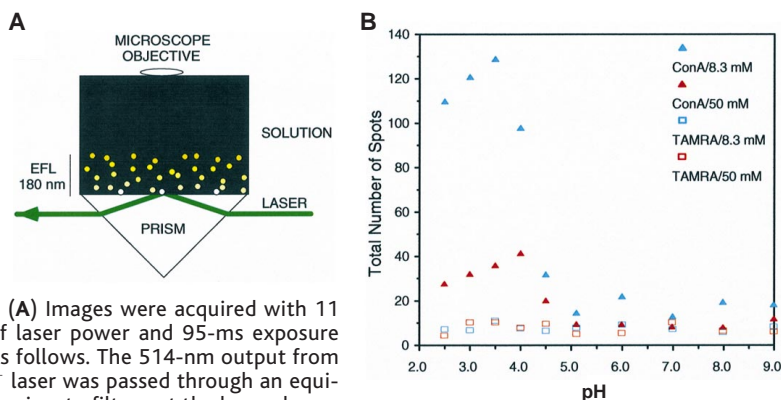 A
MICROSCOPE
OBJECTIVE
SOLUTION
EFL
180 nm
LASER
PRISM
(A) Images were acquired with 11
f laser power and 95-ms exposure
s follows. The 514-nm output from
laser was passed through an equi-
B
Total Number of Spots
140
120
100
80
60
40
20
0
2.0
3.0
4.0
5.0
6.0
7.0
8.0
9.0
pH
ConA/8.3 mM
ConA/50 mM
TAMRA/8.3 mM
TAMRA/50 mM